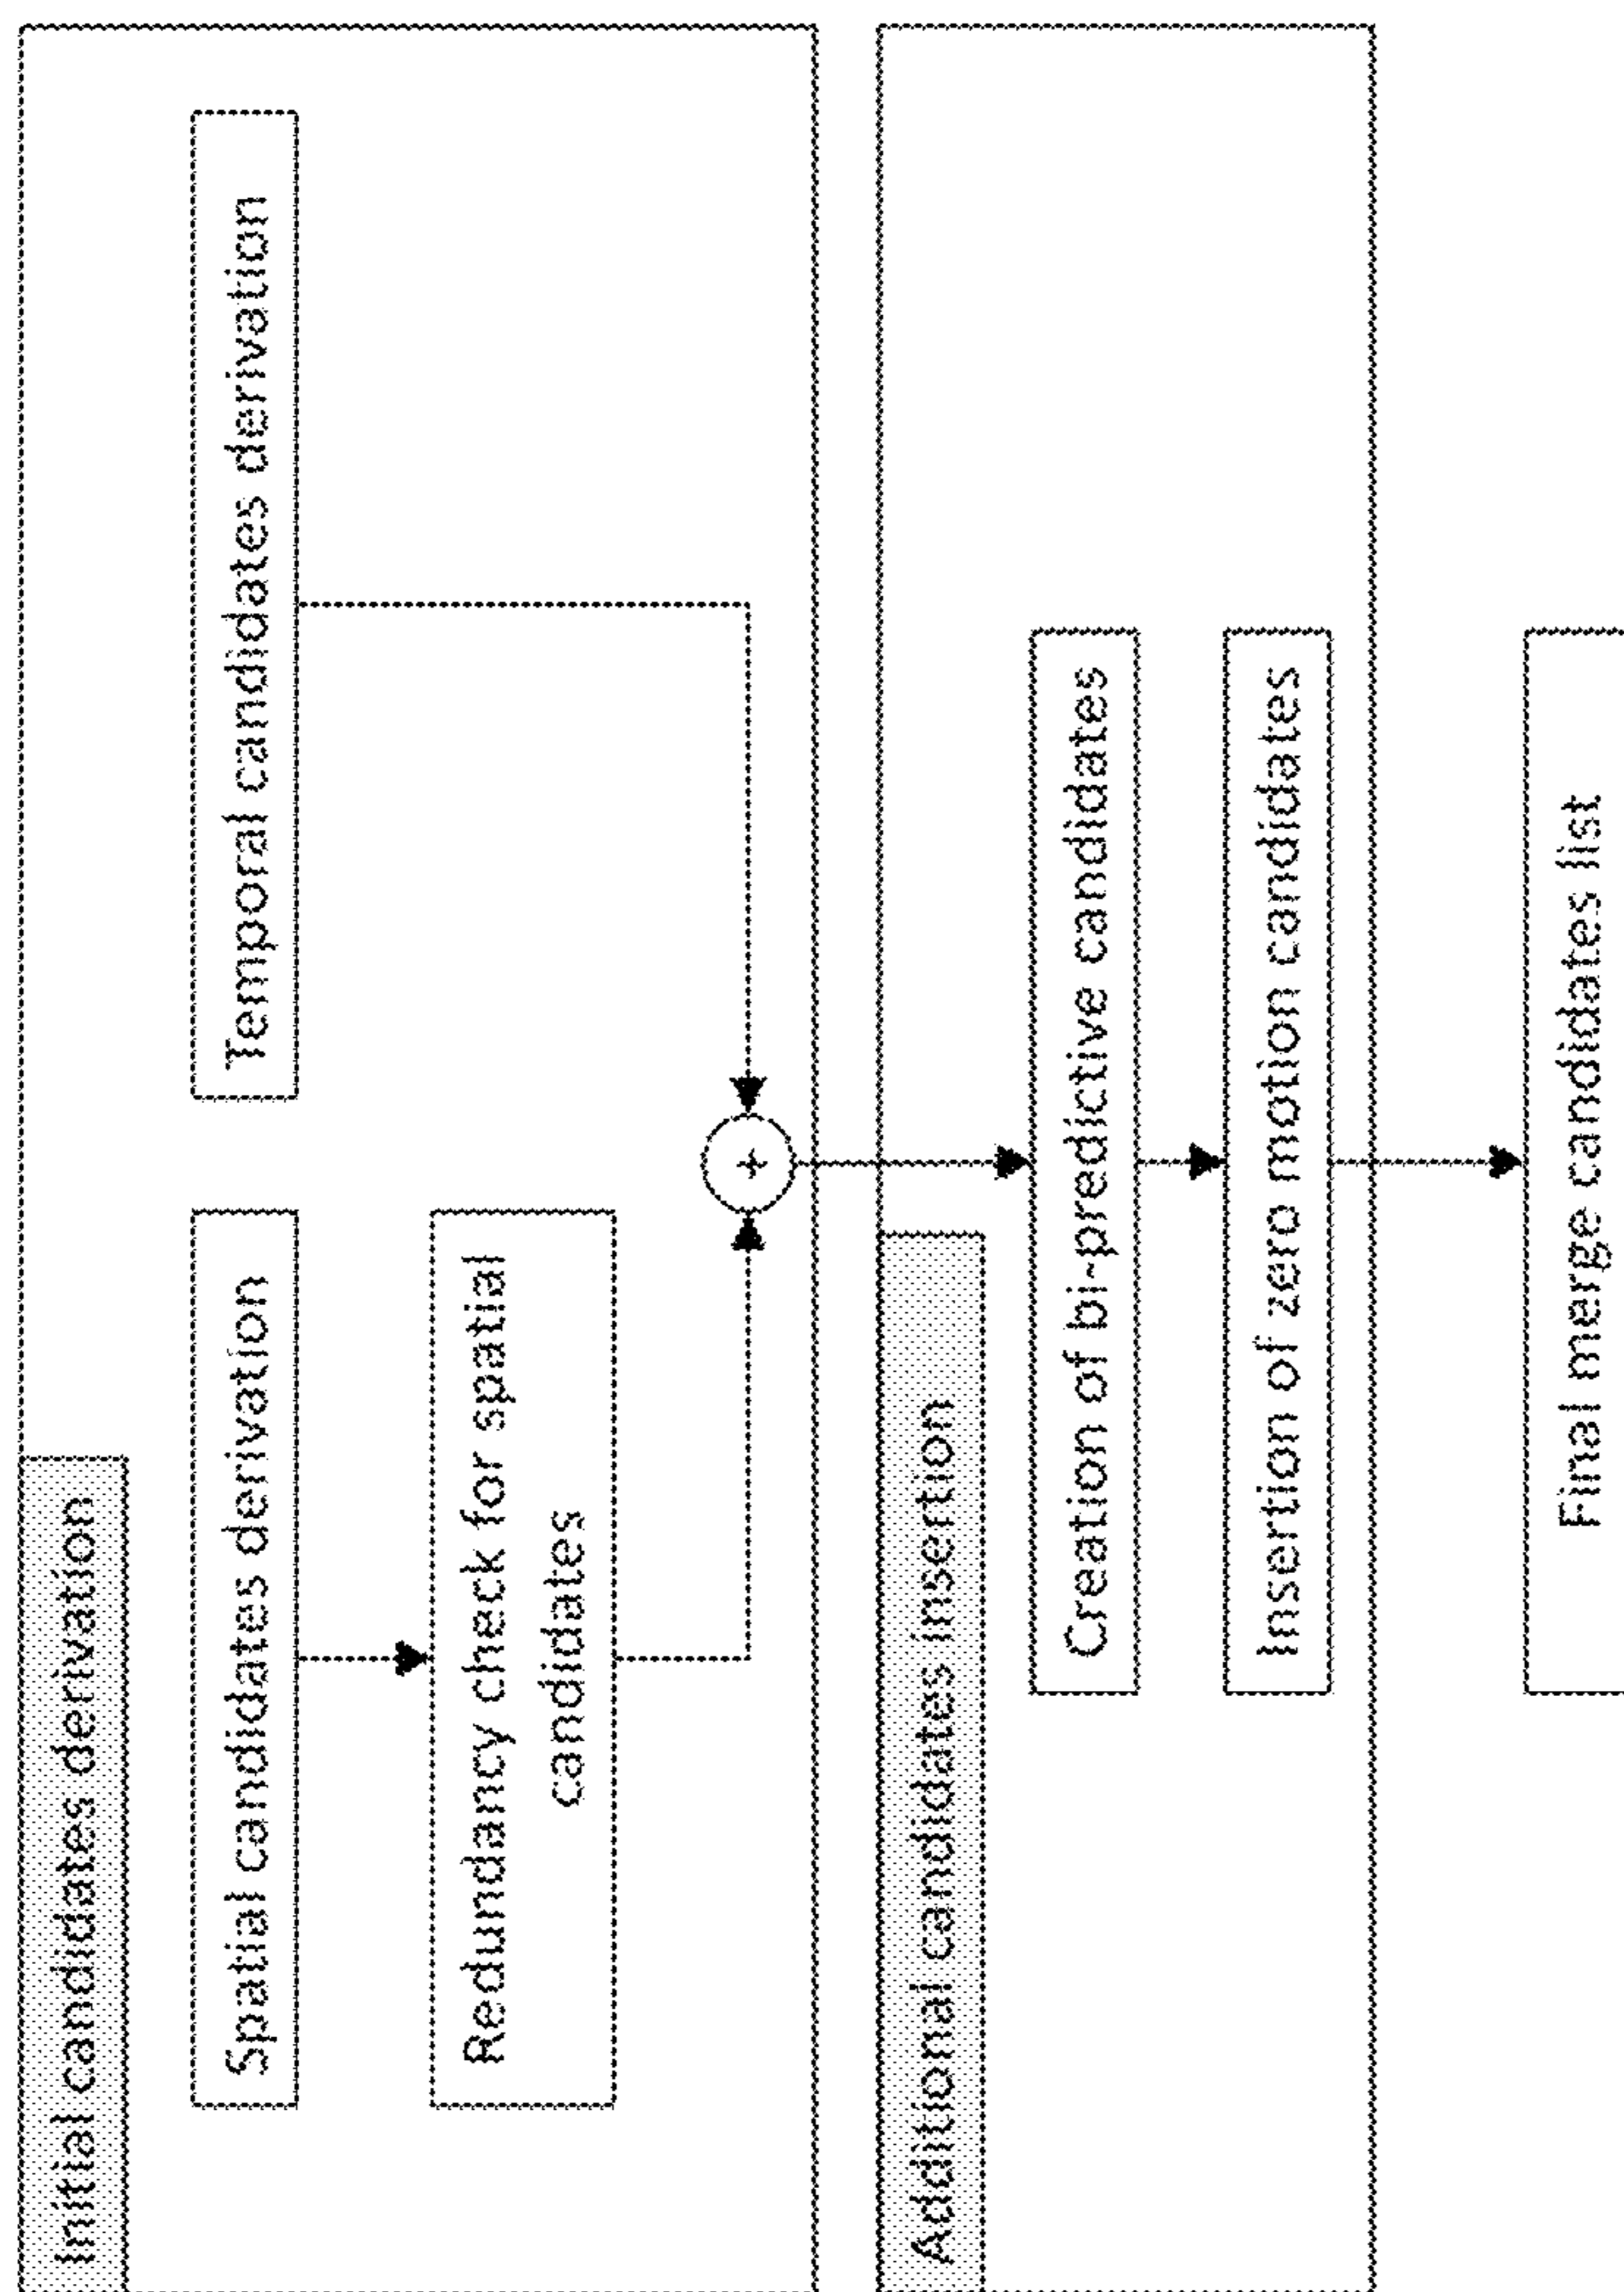 Initial candidates derivation
Spatial candidates derivation
Temporal candidates derivation
Redundancy check for spatial
candidates
+
Additional candidates insertion
Creation of bi-predictive candidates
Insertion of zero motion candidates
Final merge candidates list